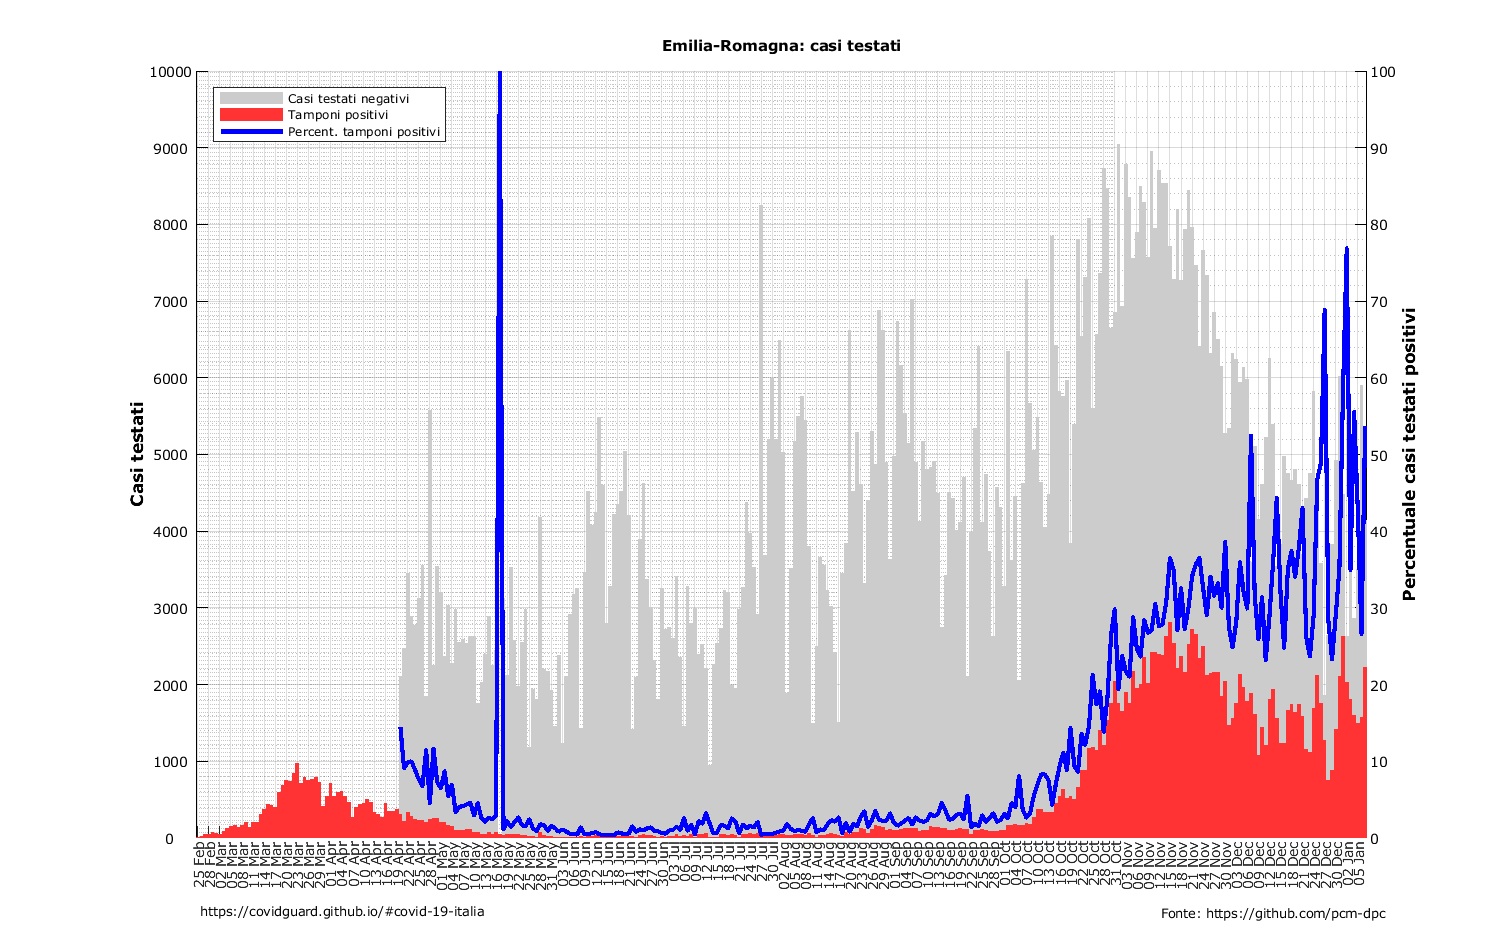 Emilia-Romagna: casi testati
Casi testati negativi
Tamponi positivi
Percent. tamponi positivi
10000
9000
8000
7000
6000
5000
4000
3000
2000
1000
0
Casi testati
100
90
80
70
60
50
40
30
20
10
0
Percentuale casi testati positivi
25 Feb
28 Feb
02 Mar
05 Mar
08 Mar
11 Mar
14 Mar
17 Mar
20 Mar
23 Mar
26 Mar
29 Mar
01 Apr
04 Apr
07 Apr
10 Apr
13 Apr
16 Apr
19 Apr
22 Apr
25 Apr
28 Apr
01 May
04 May
07 May
10 May
13 May
16 May
19 May
22 May
25 May
28 May
31 May
03 Jun
06 Jun
09 Jun
12 Jun
15 Jun
18 Jun
21 Jun
24 Jun
27 Jun
30 Jun
03 Jul
06 Jul
09 Jul
12 Jul
15 Jul
18 Jul
21 Jul
24 Jul
27 Jul
30 Jul
02 Aug
05 Aug
08 Aug
11 Aug
14 Aug
17 Aug
20 Aug
23 Aug
26 Aug
29 Aug
01 Sep
04 Sep
07 Sep
10 Sep
13 Sep
16 Sep
19 Sep
22 Sep
25 Sep
28 Sep
01 Oct
04 Oct
07 Oct
10 Oct
13 Oct
16 Oct
19 Oct
22 Oct
25 Oct
28 Oct
31 Oct
03 Nov
06 Nov
09 Nov
12 Nov
15 Nov
18 Nov
21 Nov
24 Nov
27 Nov
30 Nov
03 Dec
06 Dec
09 Dec
12 Dec
15 Dec
18 Dec
21 Dec
24 Dec
27 Dec
30 Dec
02 Jan
05 Jan
https://covidguard.github.io/#covid-19-italia
Fonte: https://github.com/pcm-dpc